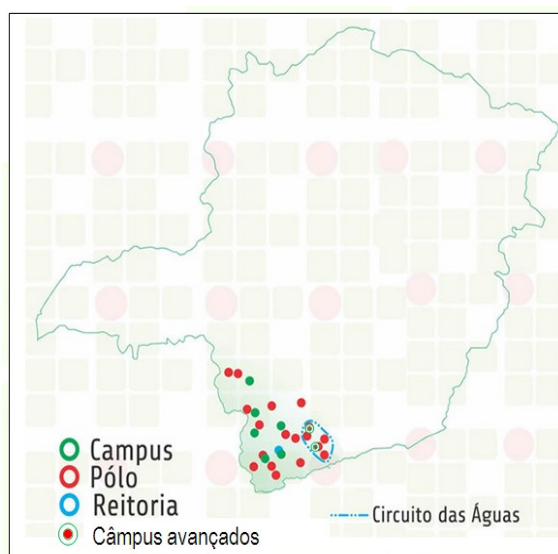 Campus
Pólo
Reitoria
Câmpus avançados
Circuito das Águas